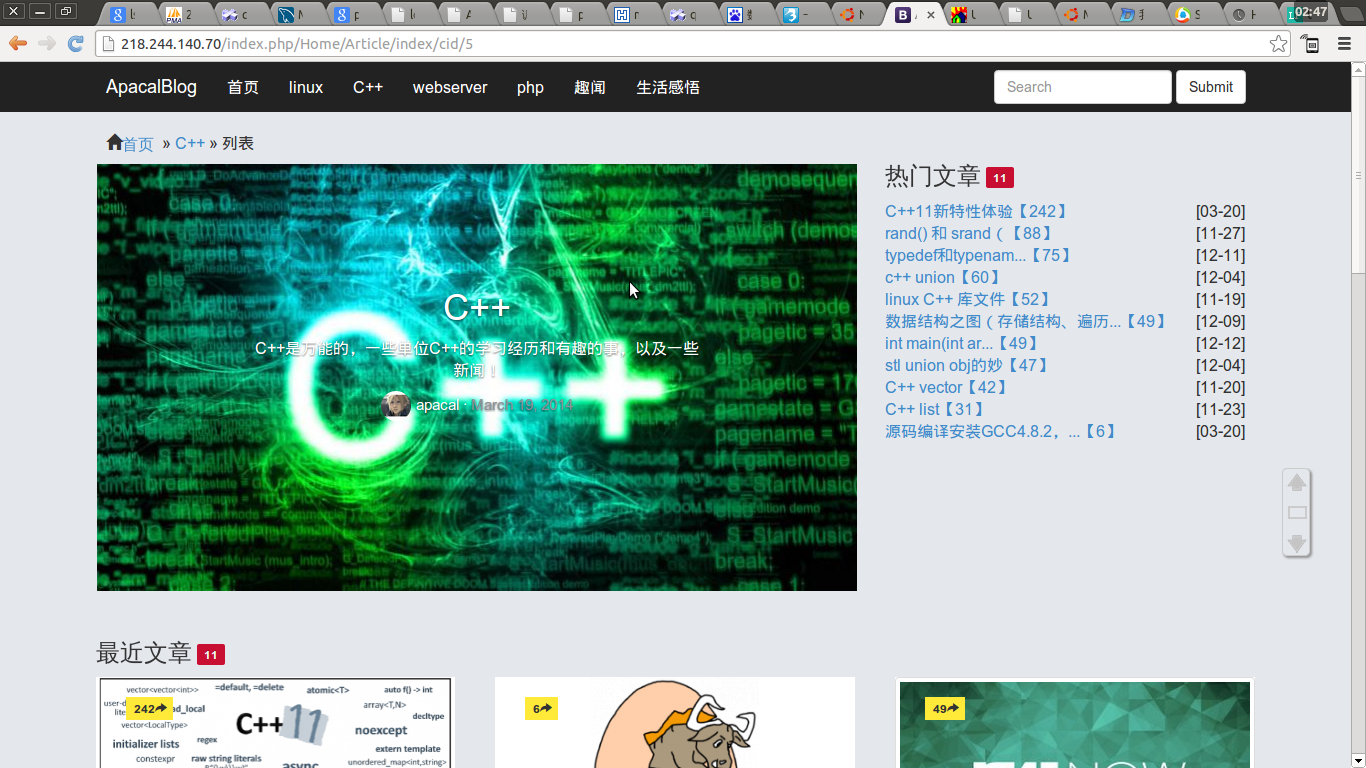 02:47
218.244.140.70/index.php/Home/Article/index/cid/5
ApacalBlog 首页 linux C++ webserver php 趣闻 生活感悟 Search Submit
首页 » C++ » 列表
C++
C++是万能的，一些单位C++的学习经历和有趣的事，以及一些
新闻！
apacal · March 19, 2014
热门文章 11
C++11新特性体验【242】 [03-20]
rand() 和 srand（【88】 [11-27]
typedef和typenam...【75】 [12-11]
c++ union【60】 [12-04]
linux C++ 库文件【52】 [11-19]
数据结构之图（存储结构、遍历...【49】 [12-09]
int main(int ar...【49】 [12-12]
stl union obj的妙【47】 [12-04]
C++ vector【42】 [11-20]
C++ list【31】 [11-23]
源码编译安装GCC4.8.2，...【6】 [03-20]
最近文章 11
242
vector<vector<int>> =default, =delete atomic<T> auto f() -> int
array<T,N>
decltype
vector<LocalType> C++11
noexcept
initializer lists regex
extern template
constexpr raw string literals
unordered_map<int,string>
async
6
49
NOW